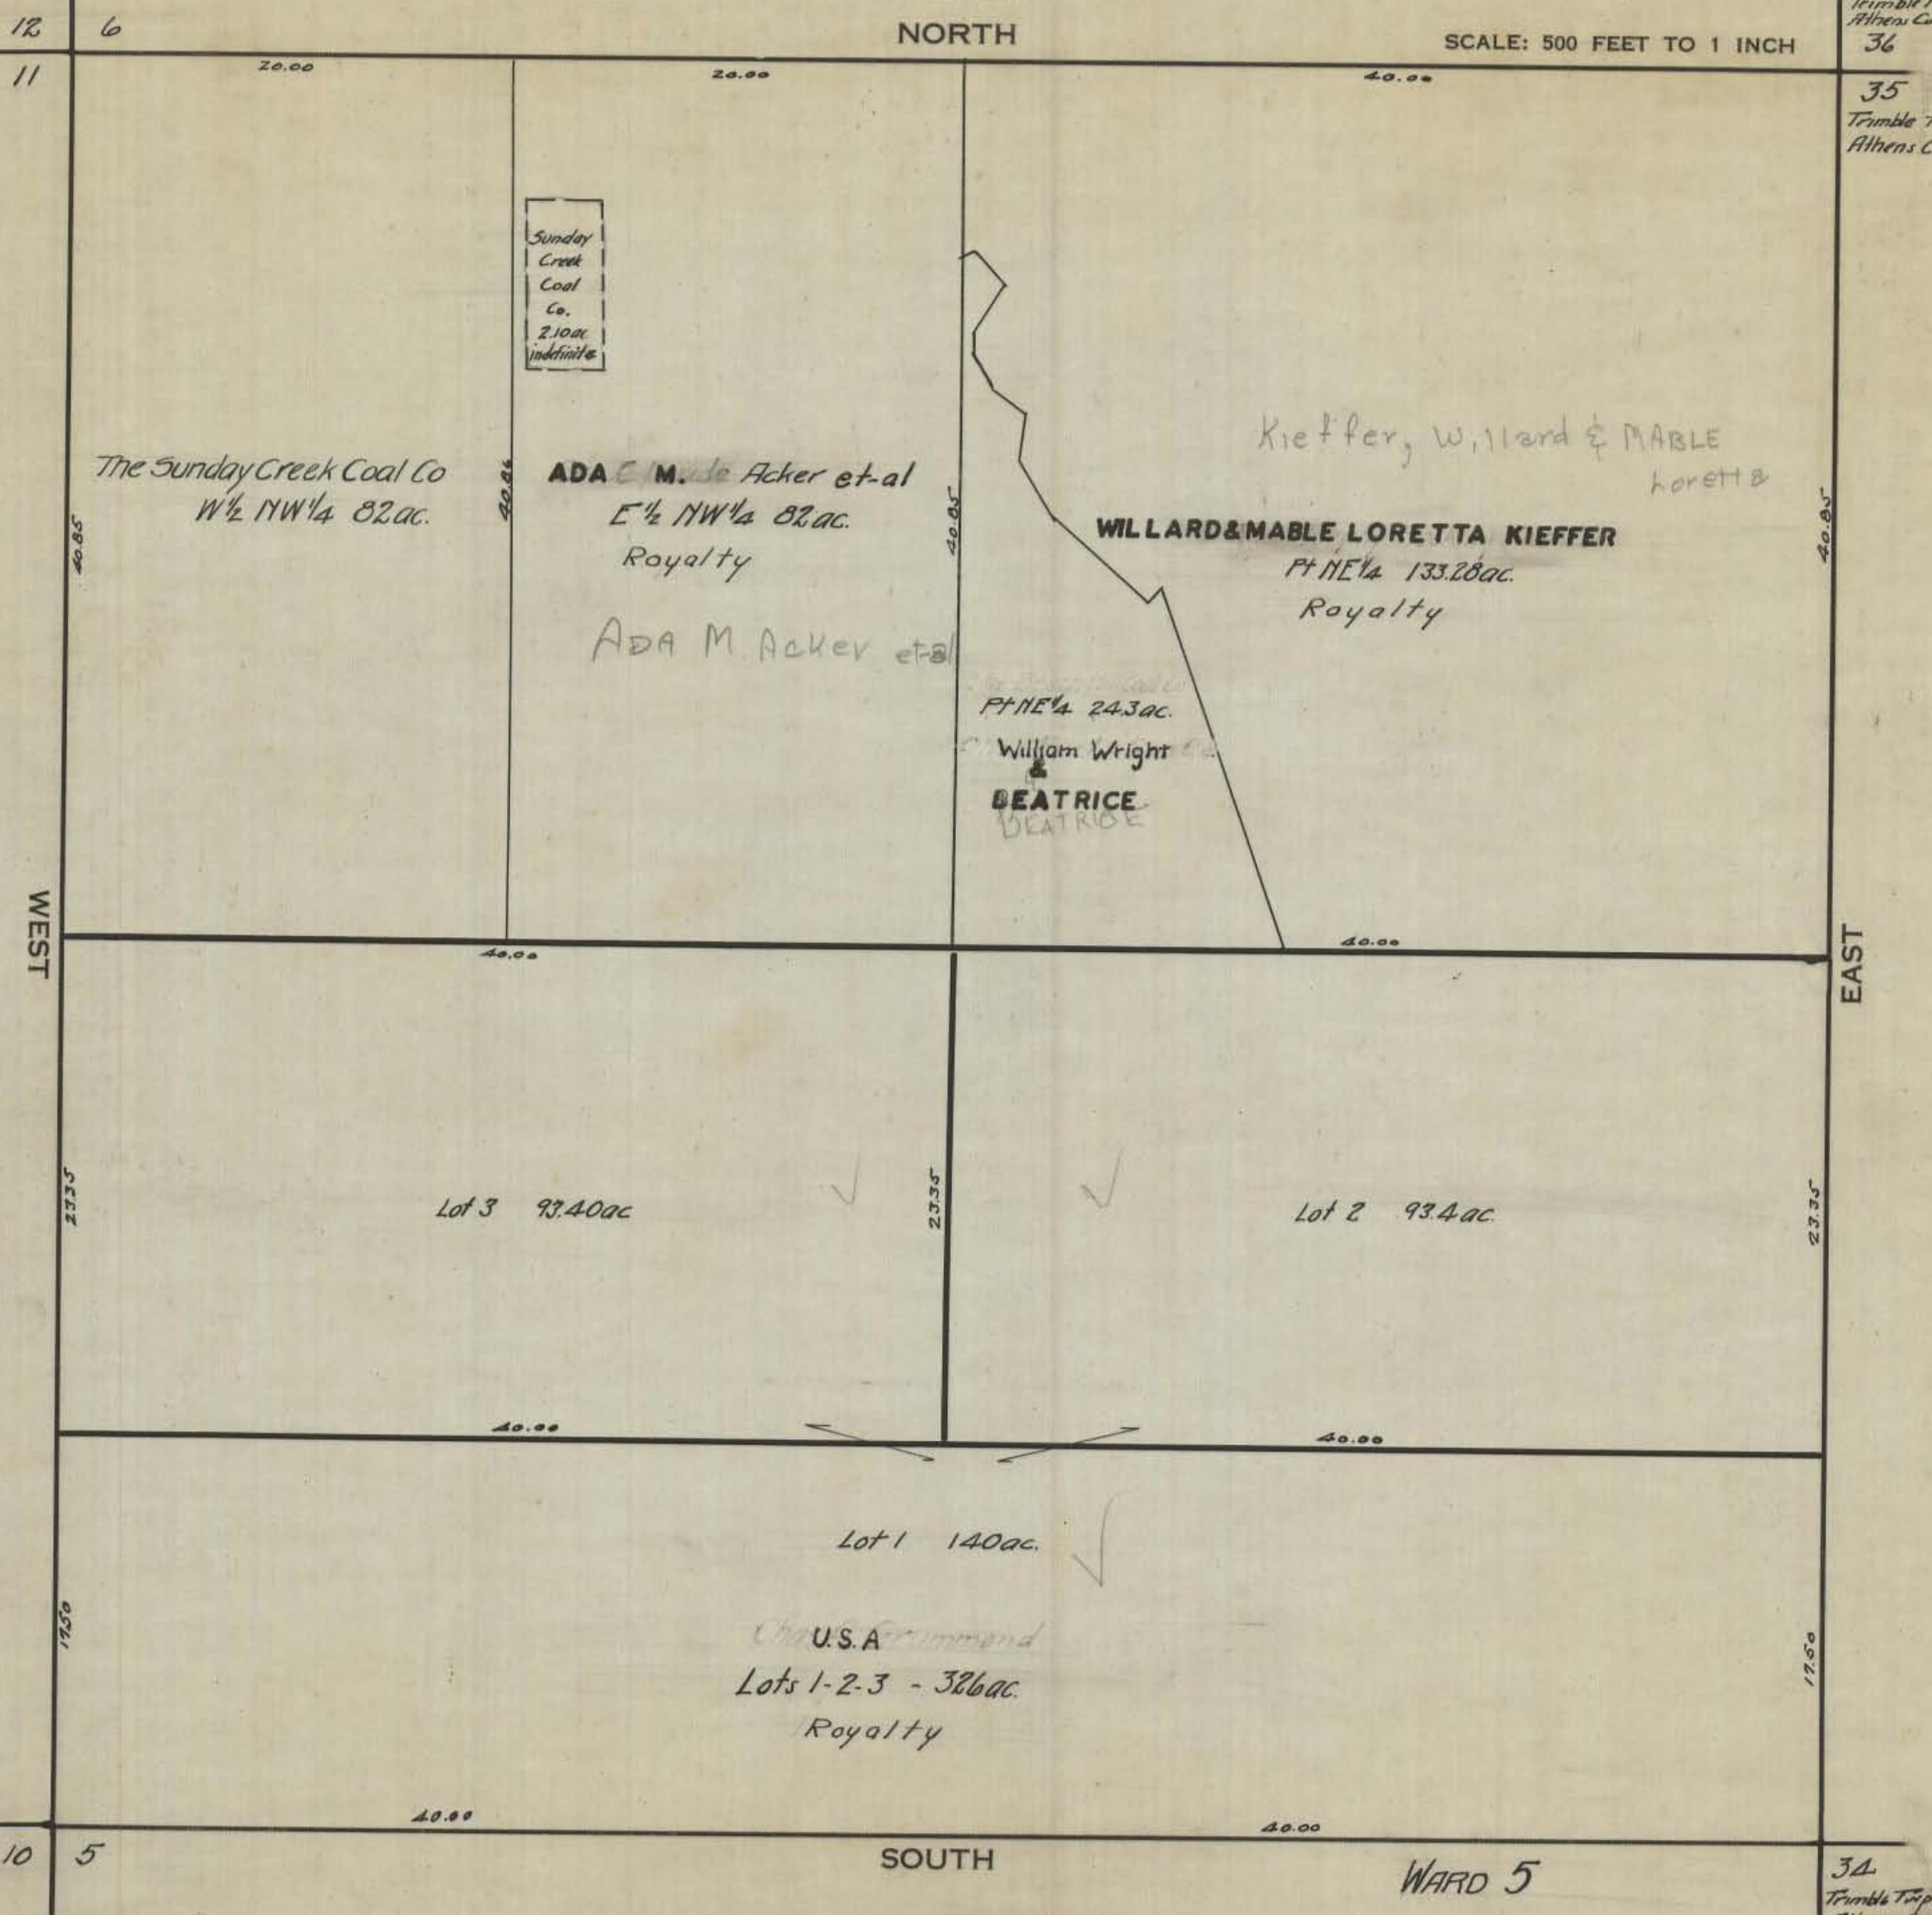 12
6
NORTH
SCALE: 500 FEET TO 1 INCH
Athens Co
36
11
20.00
20.00
40.00
35
Trimble T
Athens C
Sunday
Creek
Coal
Co.
2.10ac
indefinite
Kieffer, Willard & MABLE
Loretta
The Sunday Creek Coal Co
W½ NW¼ 82ac.
40.85
40.86
ADA M. Acker et-al
E½ NW¼ 82ac.
Royalty
ADA M. Acker et-al
40.85
WILLARD&MABLE LORETTA KIEFFER
Pt NE¼ 133.28ac.
Royalty
40.85
Pt NE¼ 24.3ac.
William Wright
&
BEATRICE
BEATRICE
WEST
EAST
40.00
40.00
23.35
Lot 3 93.40ac
23.35
Lot 2 93.4ac.
23.35
40.00
40.00
Lot 1 140ac.
17.50
U.S.A
Lots 1-2-3 - 326ac.
Royalty
17.50
40.00
40.00
10
5
SOUTH
WARD 5
34
Trimble Twp